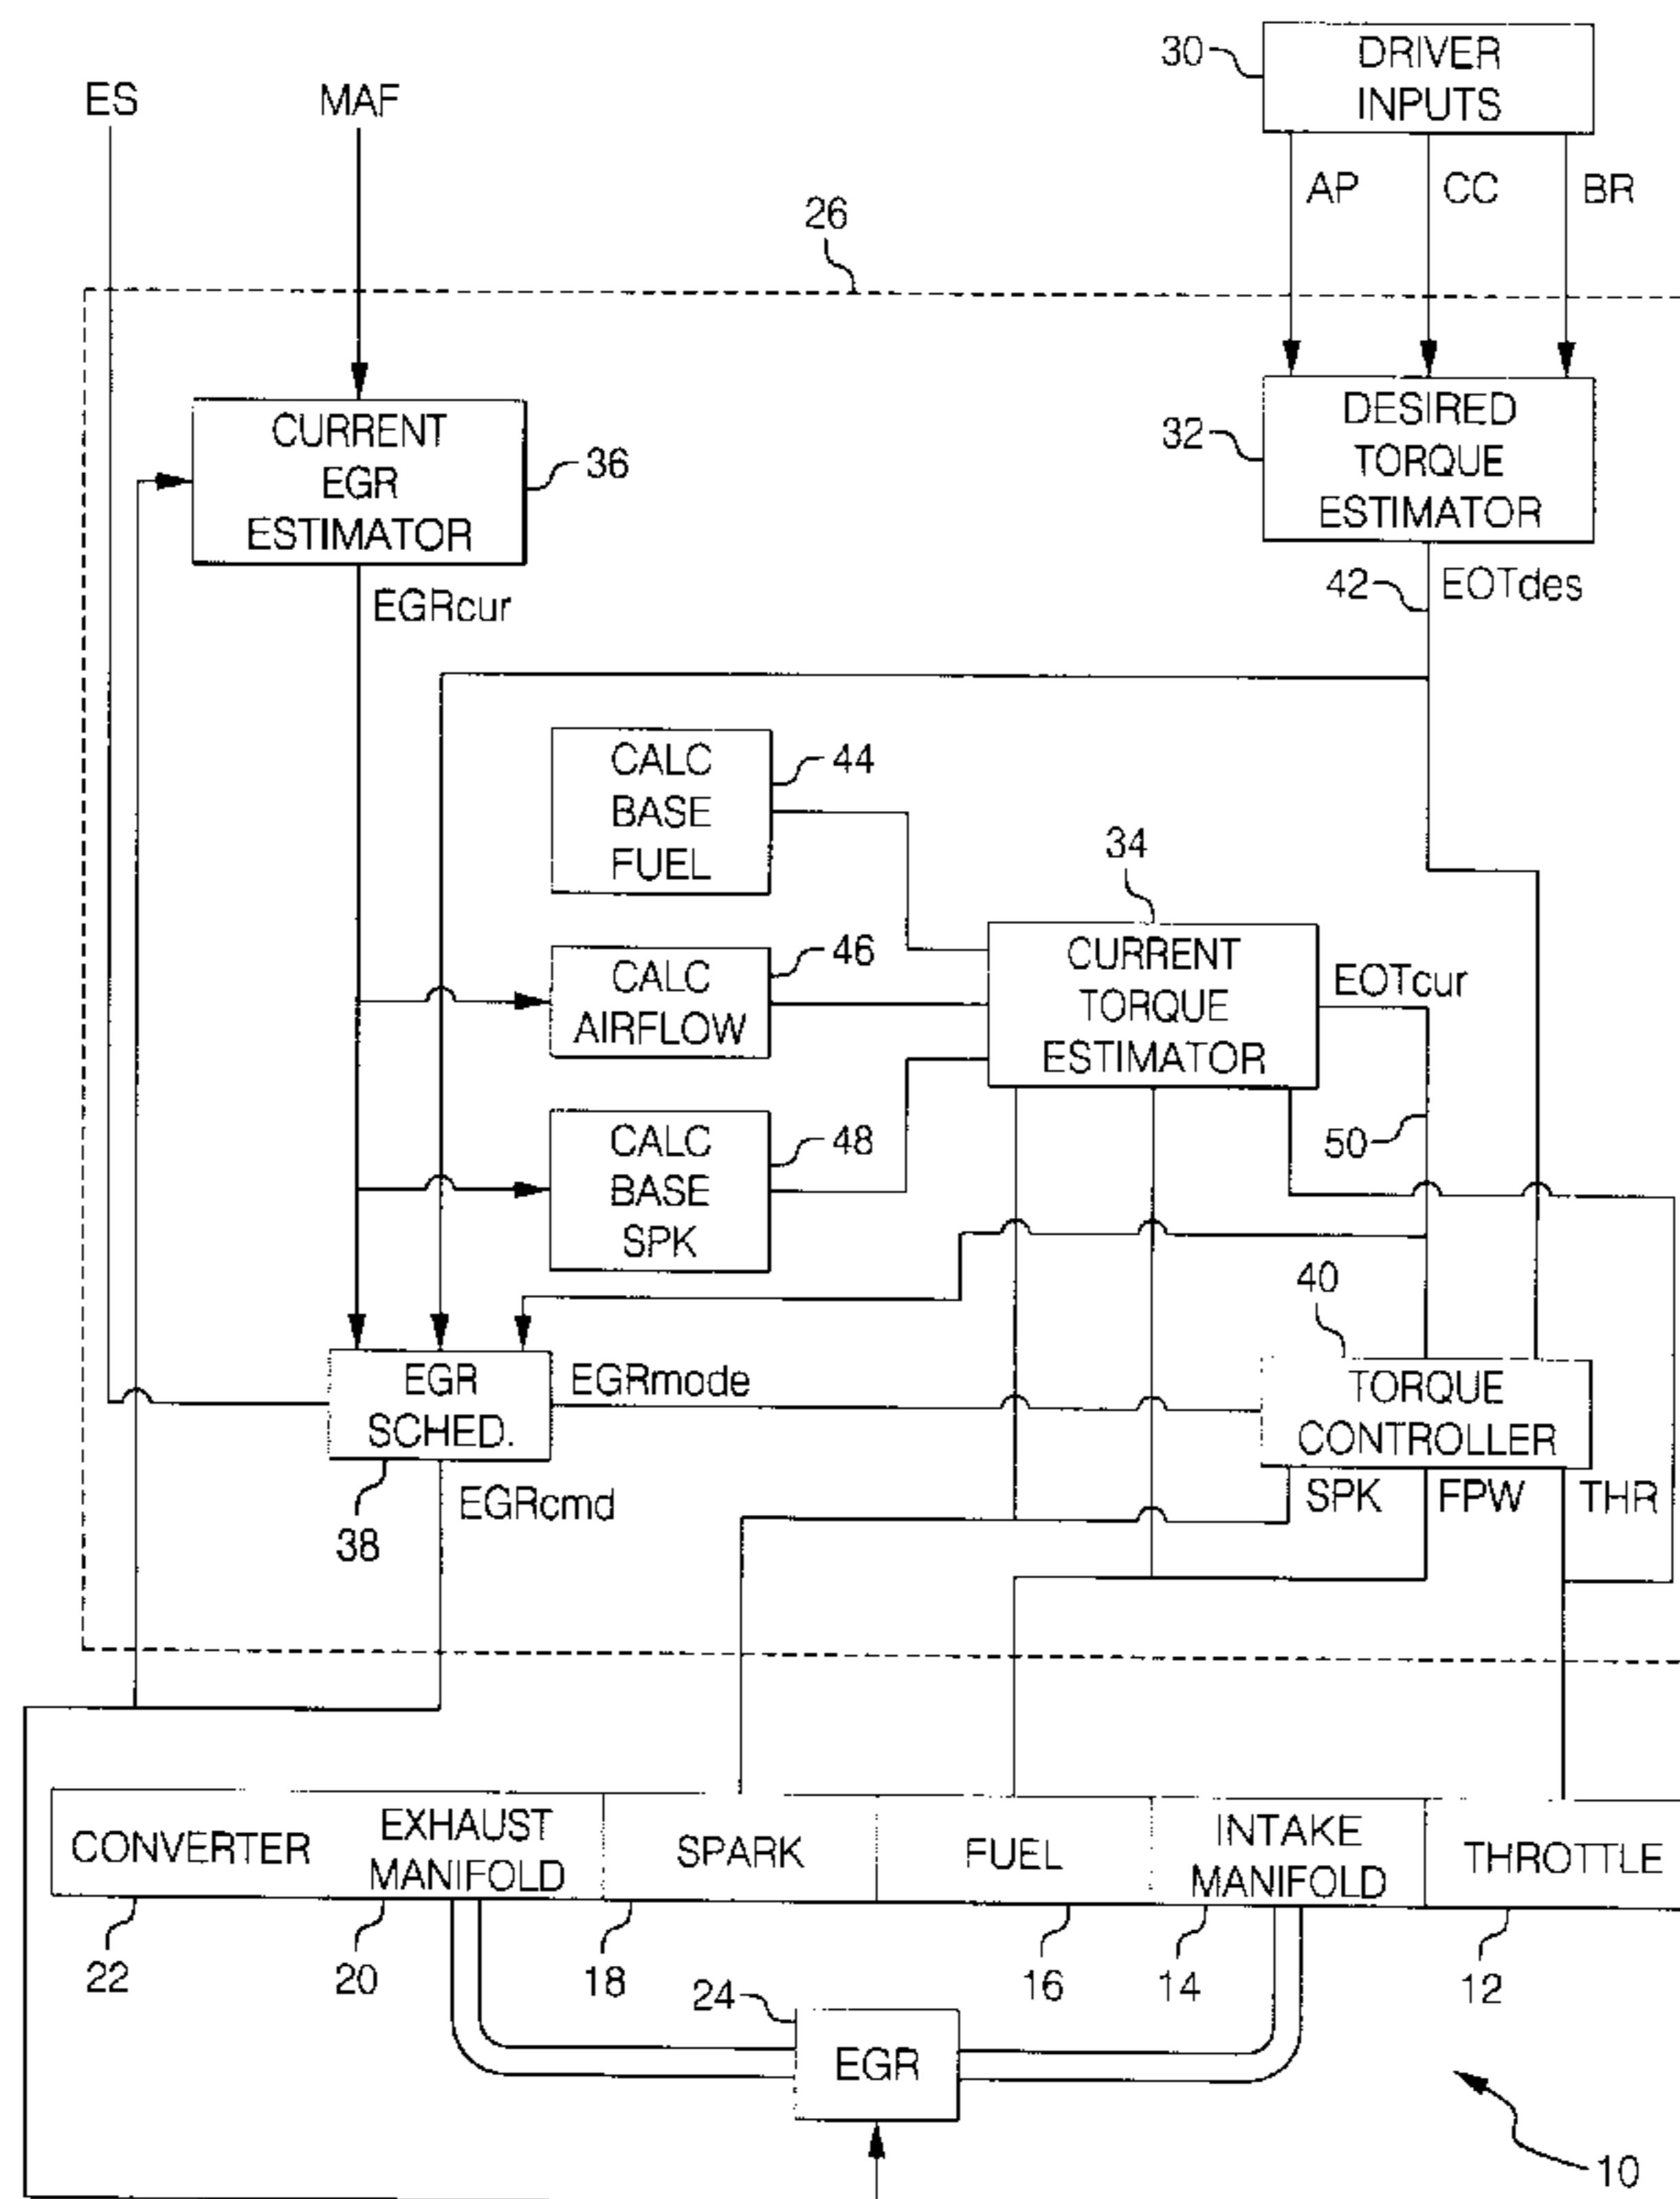 30
DRIVER
INPUTS
ES
MAF
AP
CC
BR
26
CURRENT
EGR
ESTIMATOR
36
32
DESIRED
TORQUE
ESTIMATOR
EGRcur
42
EOTdes
CALC
BASE
FUEL
44
34
CALC
AIRFLOW
46
CURRENT
TORQUE
ESTIMATOR
EOTcur
CALC
BASE
SPK
48
50
40
EGR
SCHED.
EGRmode
TORQUE
CONTROLLER
38
EGRcmd
SPK
FPW
THR
CONVERTER
EXHAUST
MANIFOLD
SPARK
FUEL
INTAKE
MANIFOLD
THROTTLE
22
20
18
16
14
12
24
EGR
10